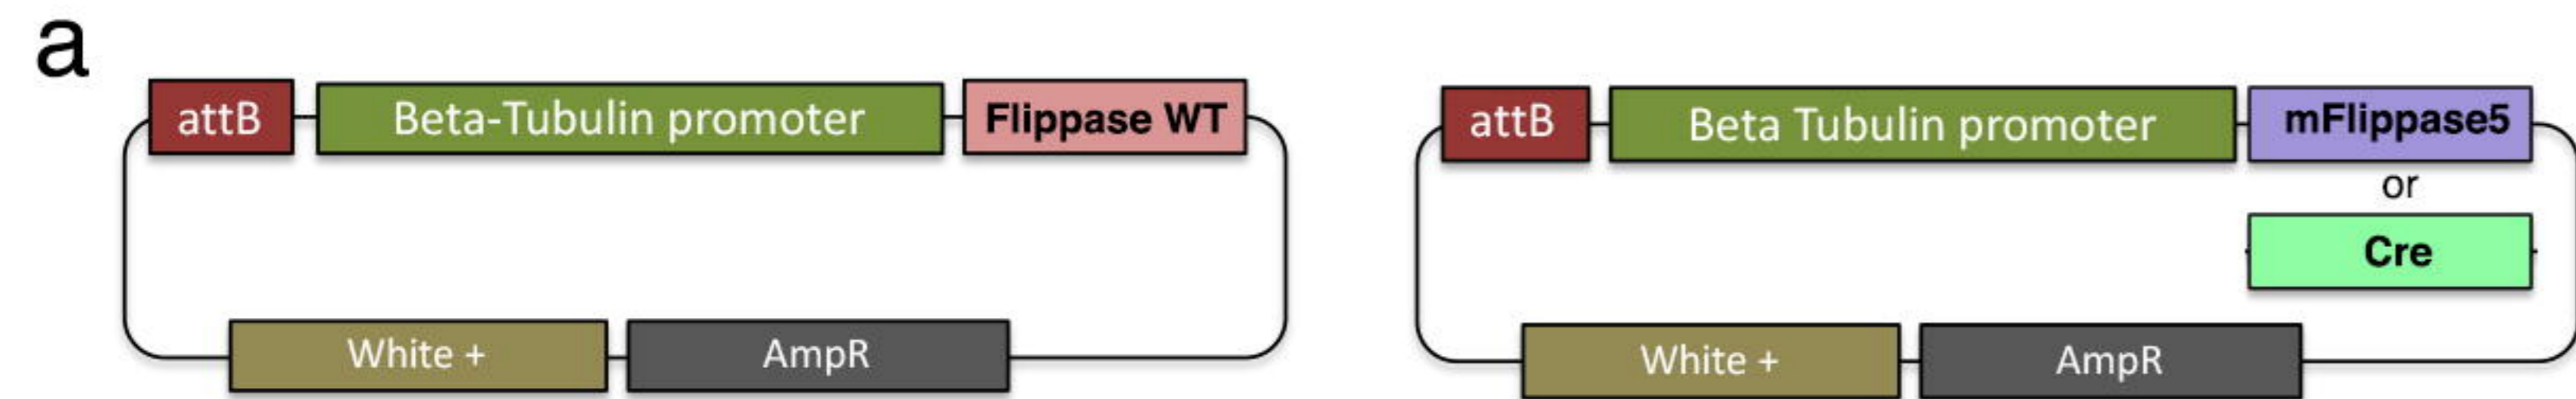 a
attB Beta-Tubulin promoter Flippase WT
White + AmpR
attB Beta Tubulin promoter mFlippase5
or
Cre
White + AmpR